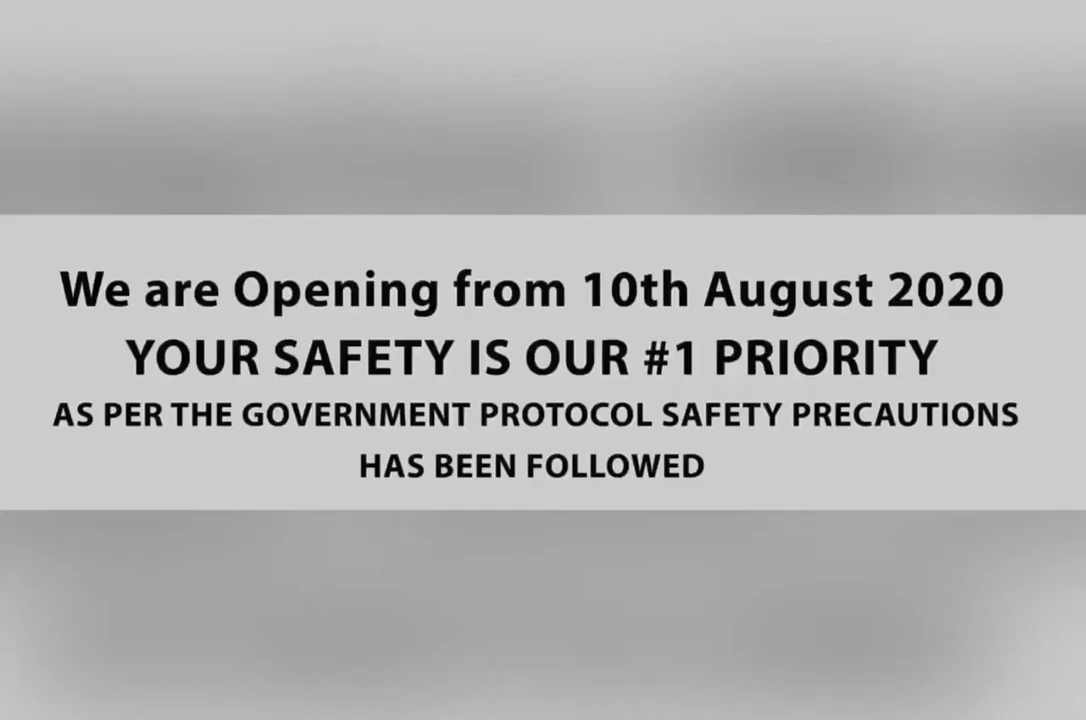 We are Opening from 10th August 2020
YOUR SAFETY IS OUR #1 PRIORITY
AS PER THE GOVERNMENT PROTOCOL SAFETY PRECAUTIONS
HAS BEEN FOLLOWED